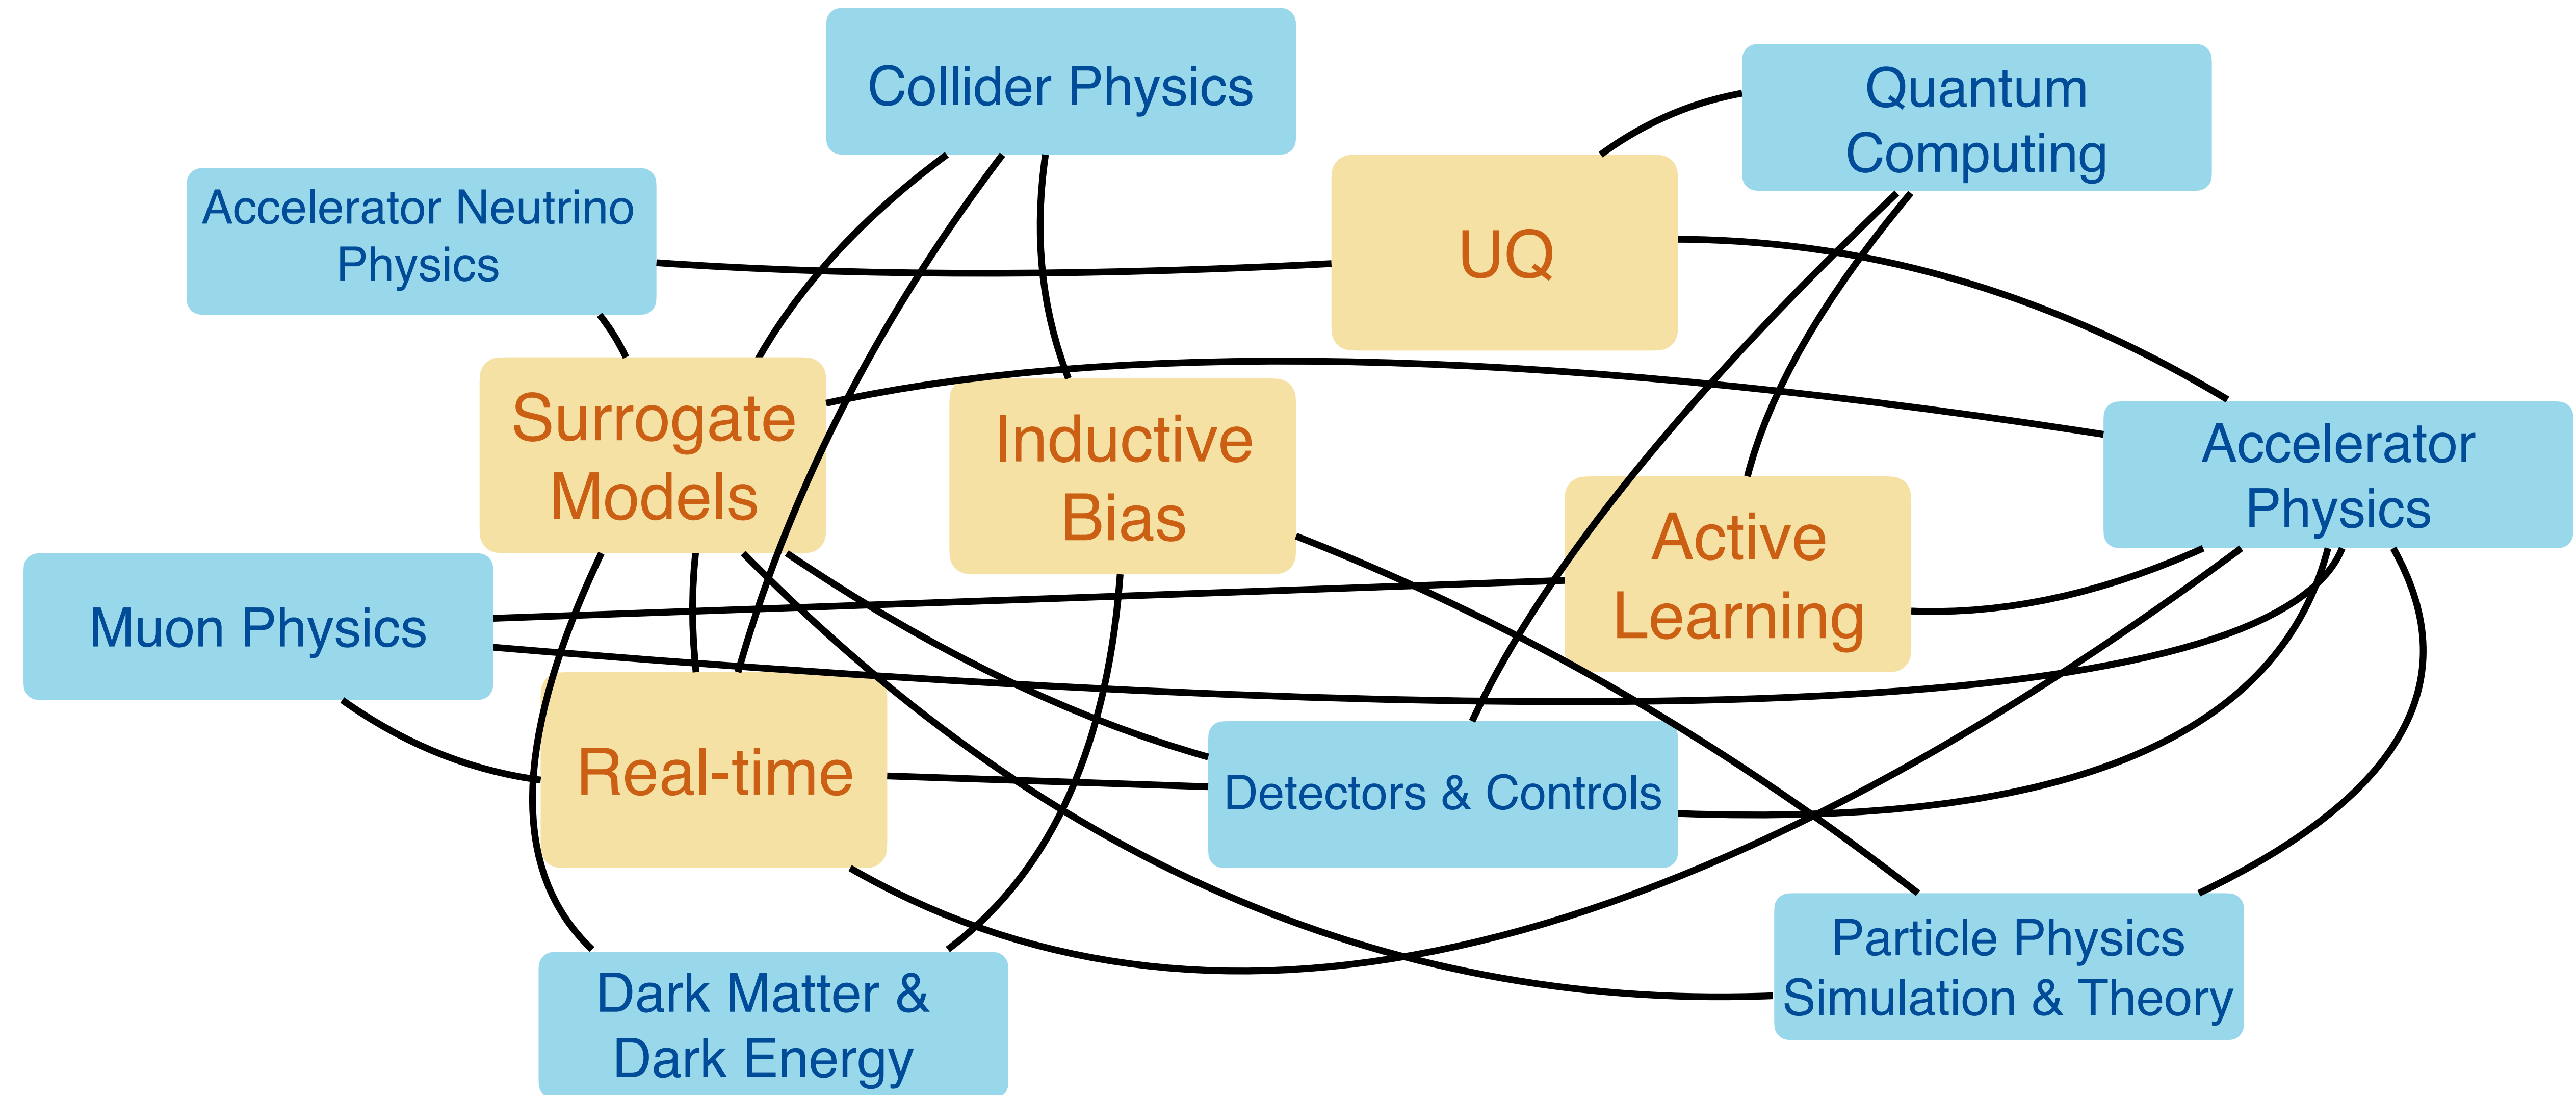 Collider Physics
Quantum
Computing
Accelerator Neutrino
Physics
UQ
Surrogate
Models
Inductive
Bias
Accelerator
Physics
Active
Learning
Muon Physics
Real-time
Detectors & Controls
Particle Physics
Simulation & Theory
Dark Matter &
Dark Energy